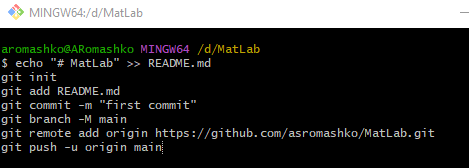 MINGW64:/d/MatLab
aromashko@ARomashko MINGW64 /d/MatLab
$ echo "# MatLab" >> README.md
git init
git add README.md
git commit -m "first commit"
git branch -M main
git remote add origin https://github.com/asromashko/MatLab.git
git push -u origin main